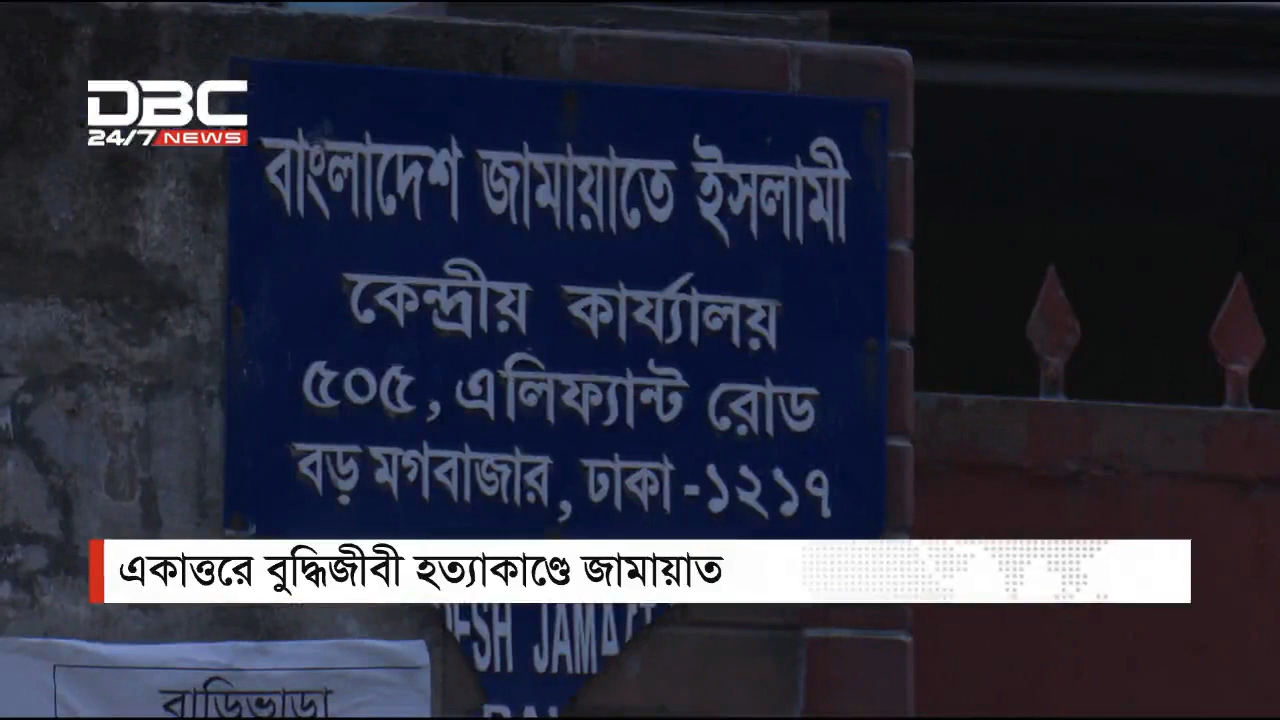 DBC
24/7 NEWS
বাংলাদেশ জামায়াতে ইসলামী
কেন্দ্রীয় কার্য্যালয়
৫০৫, এলিফ্যান্ট রোড
বড় মগবাজার, ঢাকা-১২১৭
একাত্তরে বুদ্ধিজীবী হত্যাকাণ্ডে জামায়াত
ESH JAMA
বাড়িভাড়া